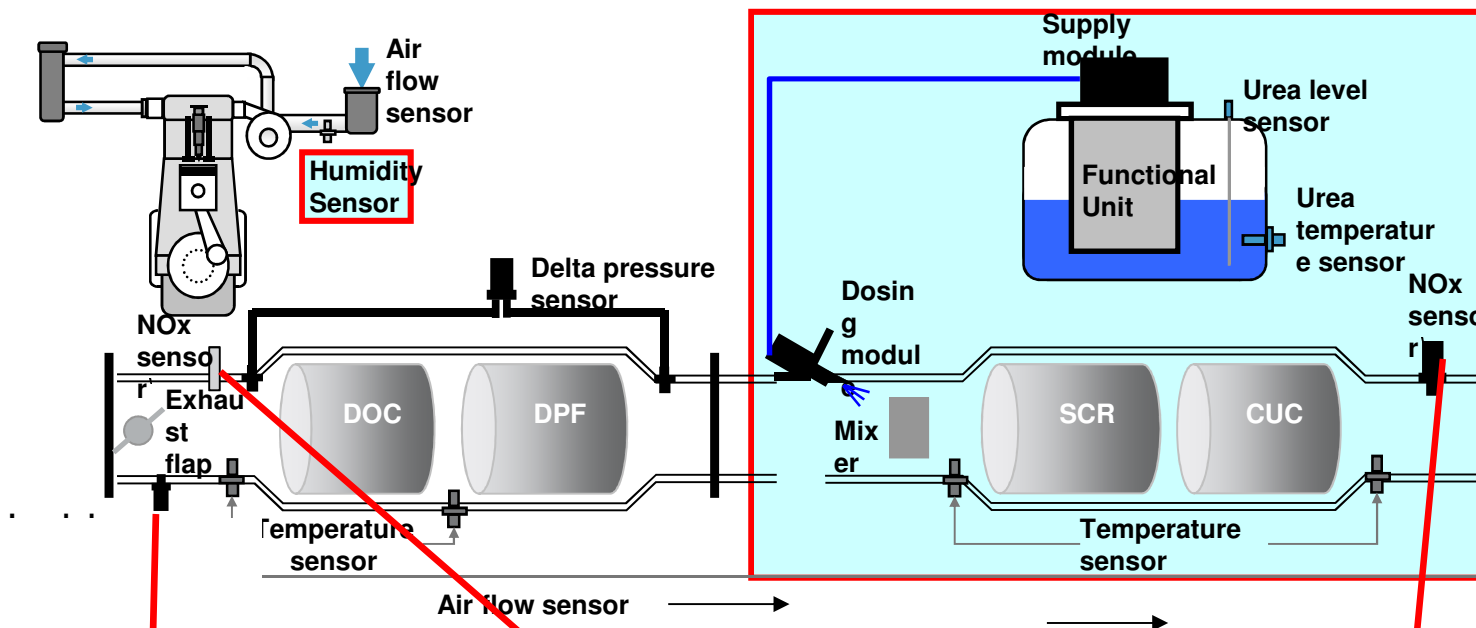 Air
flow
sensor
Humidity
Sensor
Supply
module
Urea level
sensor
Functional
Unit
Urea
temperatur
e sensor
Delta pressure
sensor
Dosin
g
modul
e
NOx
senso
r`
NOx
senso
r`
Exhau
st
flap
DOC
DPF
Mix
er
SCR
CUC
. . .
Temperature
sensor
Temperature
sensor
Air flow sensor